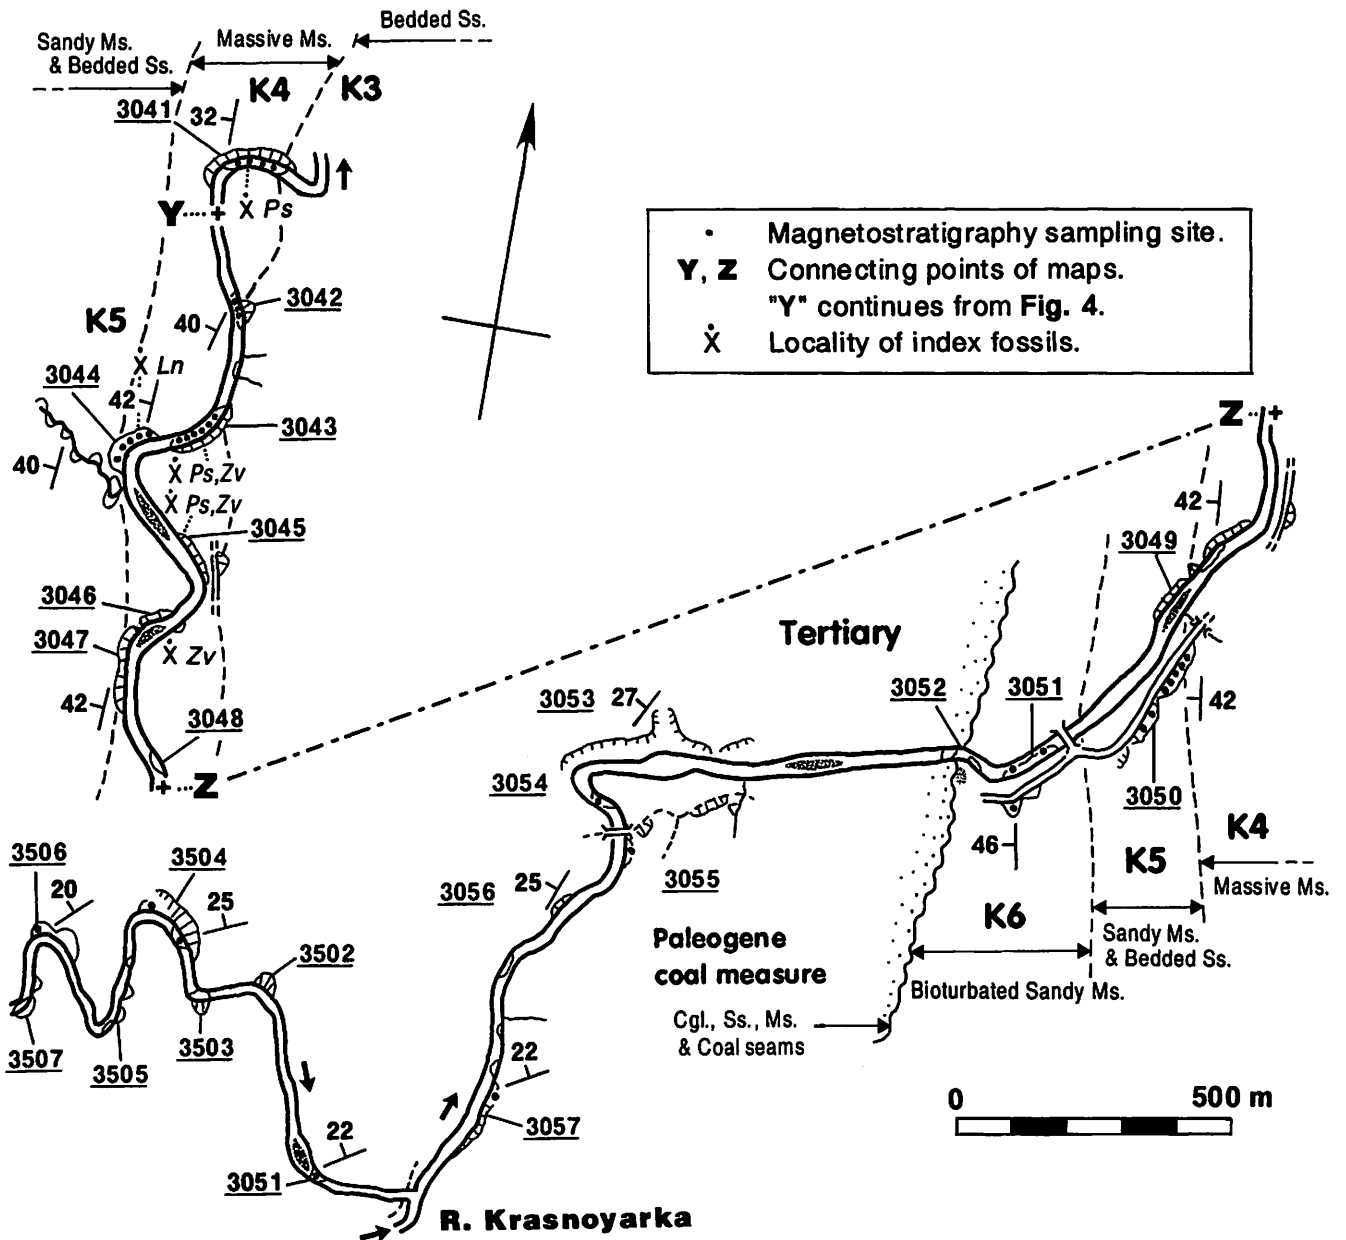 Bedded Ss.
Sandy Ms.
& Bedded Ss.
Massive Ms.
K4
K3
3041
32
Y
+
X Ps
3042
40
K5
X Ln
3044
42
3043
40
X Ps,Zv
X Ps,Zv
3045
3046
3047
X Zv
42
3048
+
Z
• Magnetostratigraphy sampling site.
Y, Z Connecting points of maps.
"Y" continues from Fig. 4.
Ẋ Locality of index fossils.
Z
+
42
3049
Tertiary
3053
27
3052
3051
42
3054
3050
46
K4
K5
Massive Ms.
3055
3056
25
K6
Sandy Ms.
& Bedded Ss.
Paleogene
coal measure
Bioturbated Sandy Ms.
Cgl., Ss., Ms.
& Coal seams
3506
20
3504
25
3502
3507
3505
3503
22
3057
22
3051
0
500 m
R. Krasnoyarka